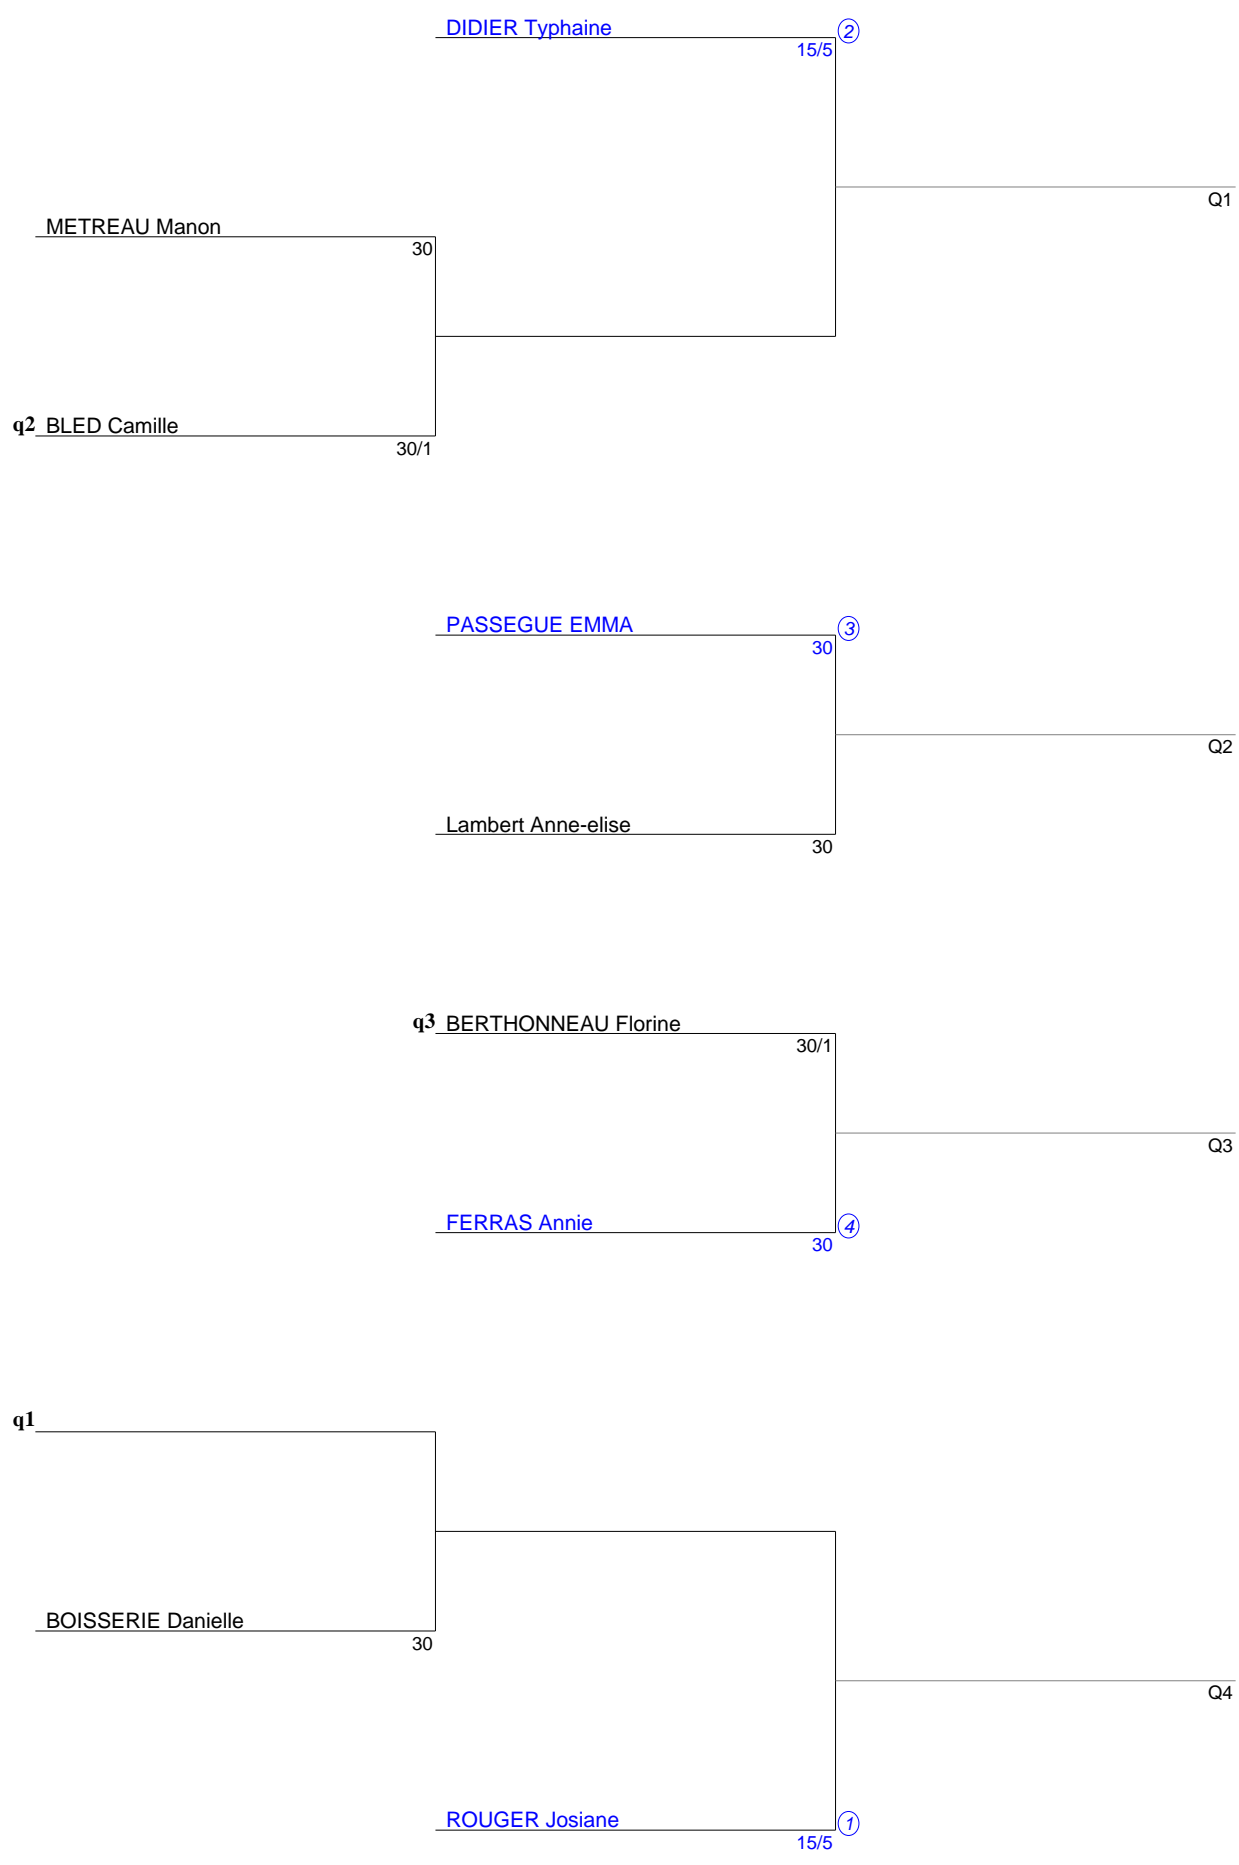 DIDIER Typhaine 2
15/5
Q1
METREAU Manon
30
q2 BLED Camille
30/1
PASSEGUE EMMA 3
30
Q2
Lambert Anne-elise
30
q3 BERTHONNEAU Florine
30/1
Q3
FERRAS Annie 4
30
q1
BOISSERIE Danielle
30
Q4
ROUGER Josiane 1
15/5